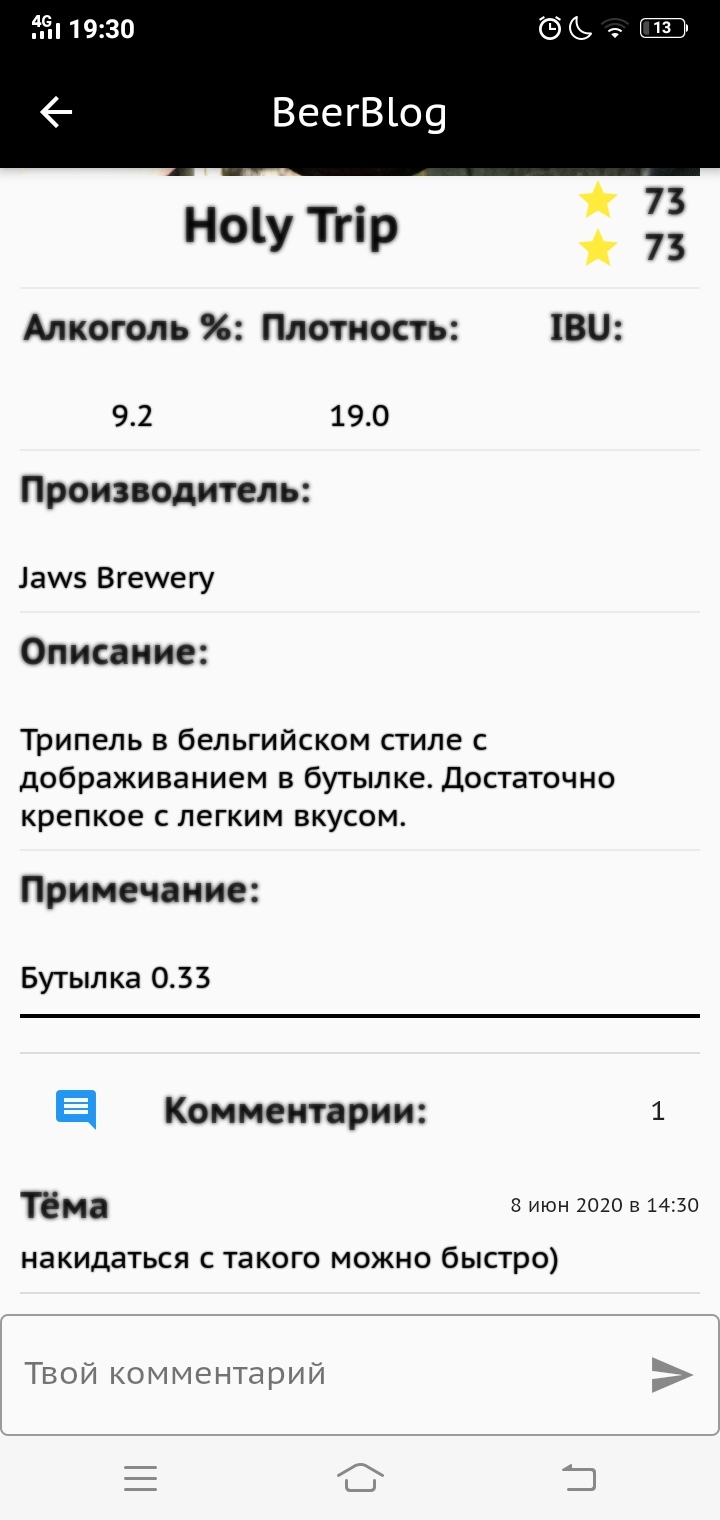 4G 19:30 13
BeerBlog
Holy Trip
73
73
Алкоголь %: Плотность: IBU:
9.2 19.0
Производитель:
Jaws Brewery
Описание:
Трипель в бельгийском стиле с
дображиванием в бутылке. Достаточно
крепкое с легким вкусом.
Примечание:
Бутылка 0.33
Комментарии: 1
Тёма 8 июн 2020 в 14:30
накидаться с такого можно быстро)
Твой комментарий